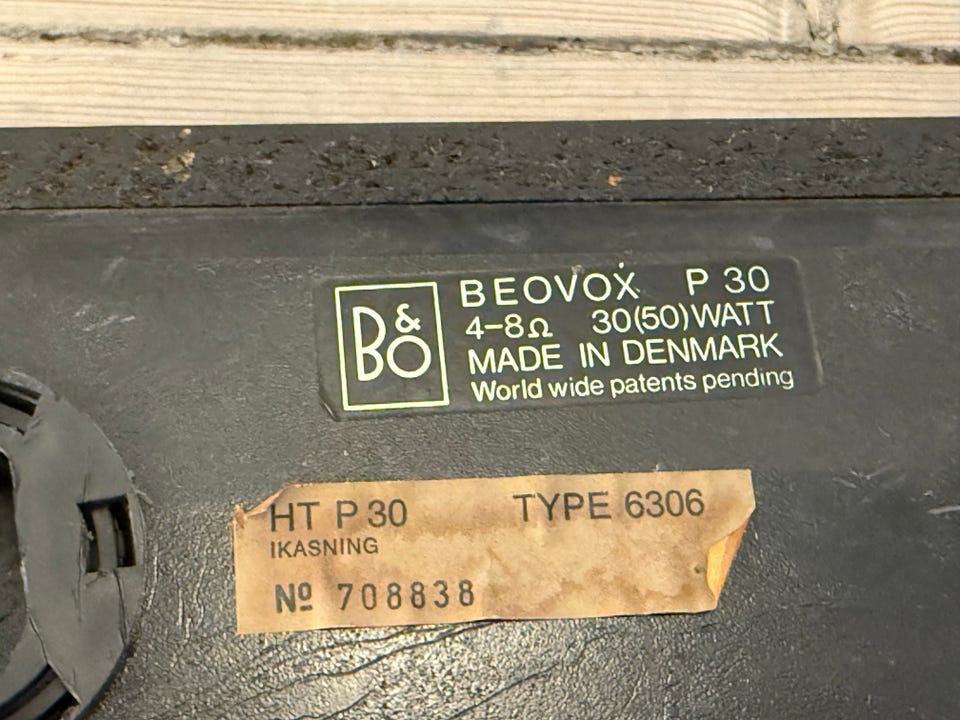 B&O
BEOVOX P 30
4–8Ω 30(50)WATT
MADE IN DENMARK
World wide patents pending
HT P 30 TYPE 6306
IKASNING
Nº 708838